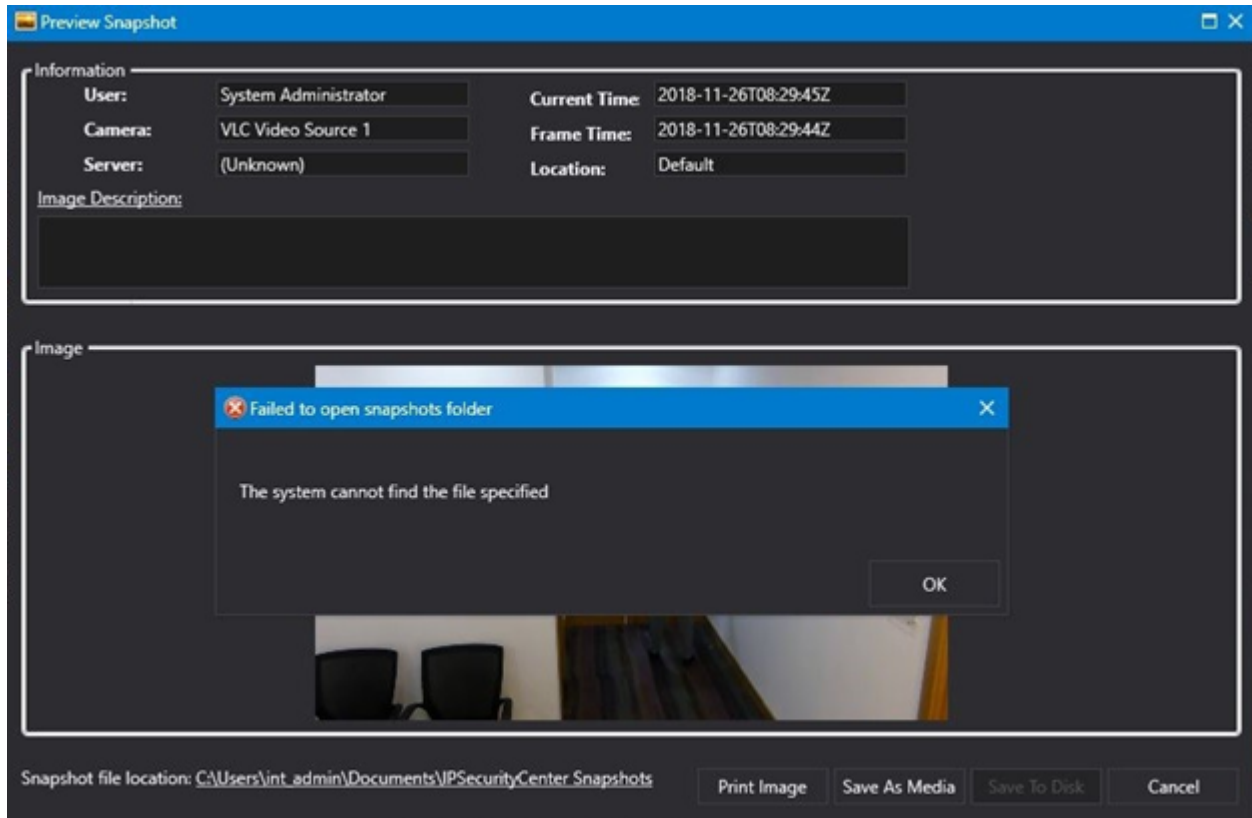 Preview Snapshot
Information
User: System Administrator Current Time: 2018-11-26T08:29:45Z
Camera: VLC Video Source 1 Frame Time: 2018-11-26T08:29:44Z
Server: (Unknown) Location: Default
Image Description:
Image
Failed to open snapshots folder
The system cannot find the file specified
OK
Snapshot file location: C:\Users\int_admin\Documents\IPSecurityCenter Snapshots Print Image Save As Media Save To Disk Cancel